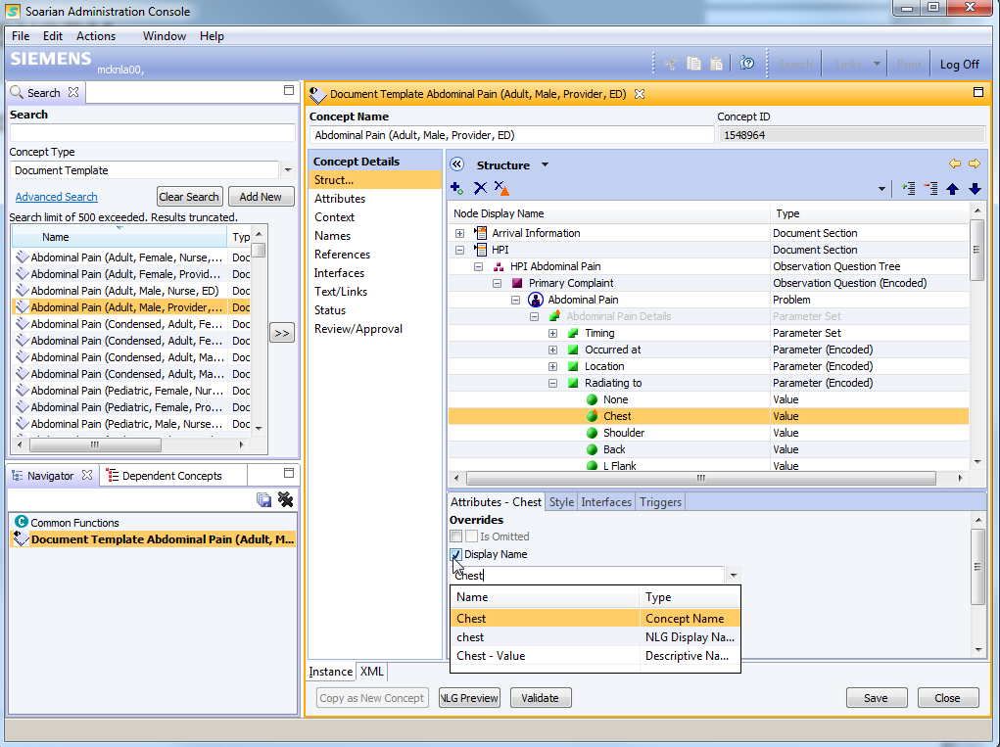 Soarian Administration Console
File Edit Actions Window Help
SIEMENS
mcknla00,
Search Links Print Log Off
Search
Search
Concept Type
Document Template
Advanced Search Clear Search Add New
Search limit of 500 exceeded. Results truncated.
Name Typ
Abdominal Pain (Adult, Female, Nurse,... Doc
Abdominal Pain (Adult, Female, Provid... Doc
Abdominal Pain (Adult, Male, Nurse, ED) Doc
Abdominal Pain (Adult, Male, Provider,... Doc
Abdominal Pain (Condensed, Adult, Fe... Doc
Abdominal Pain (Condensed, Adult, Fe... Doc
Abdominal Pain (Condensed, Adult, Ma... Doc
Abdominal Pain (Condensed, Adult, Ma... Doc
Abdominal Pain (Pediatric, Female, Nur... Doc
Abdominal Pain (Pediatric, Female, Pro... Doc
Abdominal Pain (Pediatric, Male, Nurse... Doc
>>
Navigator Dependent Concepts
Common Functions
Document Template Abdominal Pain (Adult, M...
Document Template Abdominal Pain (Adult, Male, Provider, ED)
Concept Name Concept ID
Abdominal Pain (Adult, Male, Provider, ED) 1548964
Concept Details
Struct...
Attributes
Context
Names
References
Interfaces
Text/Links
Status
Review/Approval
Structure
Node Display Name Type
Arrival Information Document Section
HPI Document Section
HPI Abdominal Pain Observation Question Tree
Primary Complaint Observation Question (Encoded)
Abdominal Pain Problem
Abdominal Pain Details Parameter Set
Timing Parameter Set
Occurred at Parameter (Encoded)
Location Parameter (Encoded)
Radiating to Parameter (Encoded)
None Value
Chest Value
Shoulder Value
Back Value
L Flank Value
Attributes - Chest Style Interfaces Triggers
Overrides
Is Omitted
Display Name
Chest
Name Type
Chest Concept Name
chest NLG Display Na...
Chest - Value Descriptive Na...
Instance XML
Copy as New Concept NLG Preview Validate Save Close